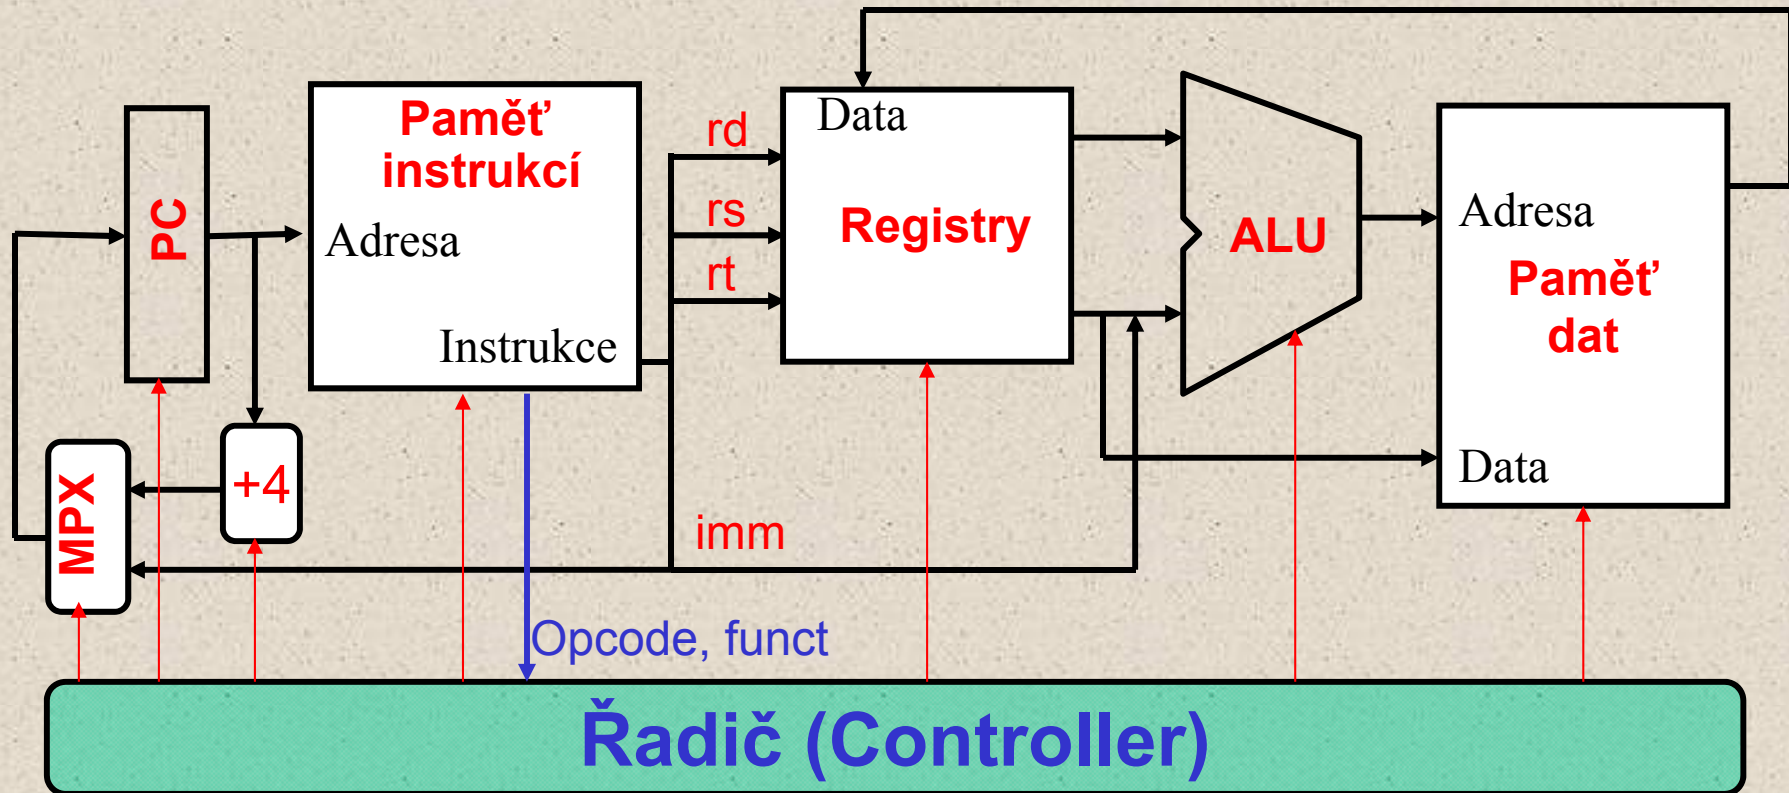 PC
Paměť
instrukcí
Adresa
Instrukce
rd
rs
rt
Data
Registry
ALU
Adresa
Paměť
dat
Data
MPX
+4
imm
Opcode, funct
Řadič (Controller)